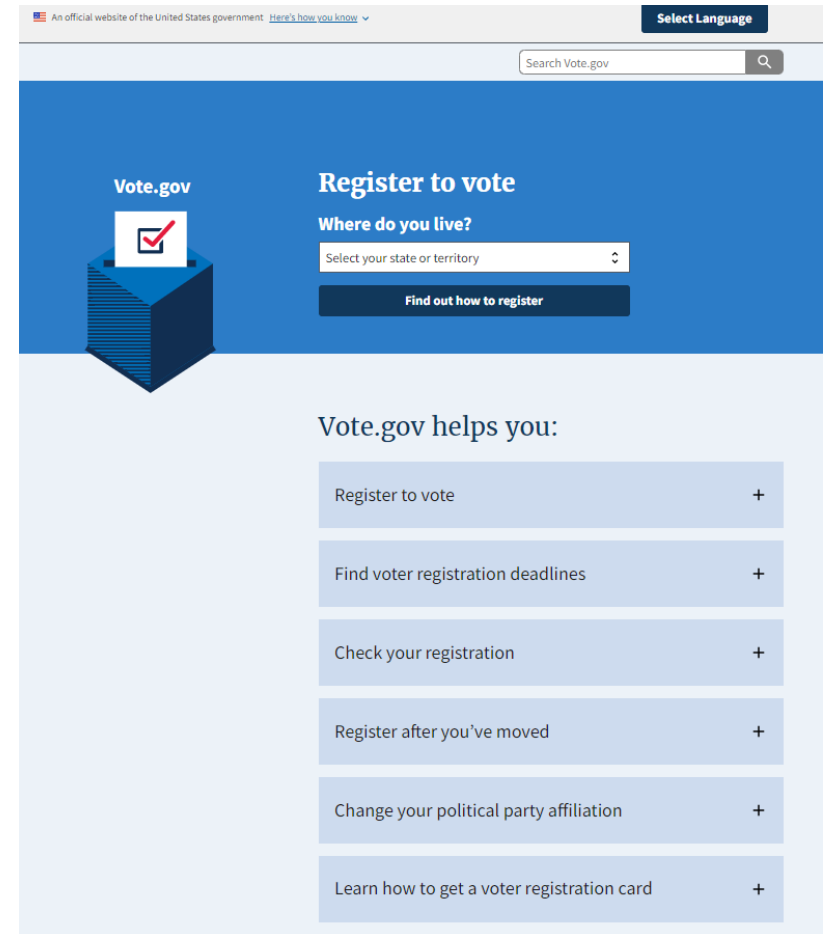 An official website of the United States government Here's how you know
Select Language
Search Vote.gov
Vote.gov
Register to vote
Where do you live?
Select your state or territory
Find out how to register
Vote.gov helps you:
Register to vote +
Find voter registration deadlines +
Check your registration +
Register after you’ve moved +
Change your political party affiliation +
Learn how to get a voter registration card +